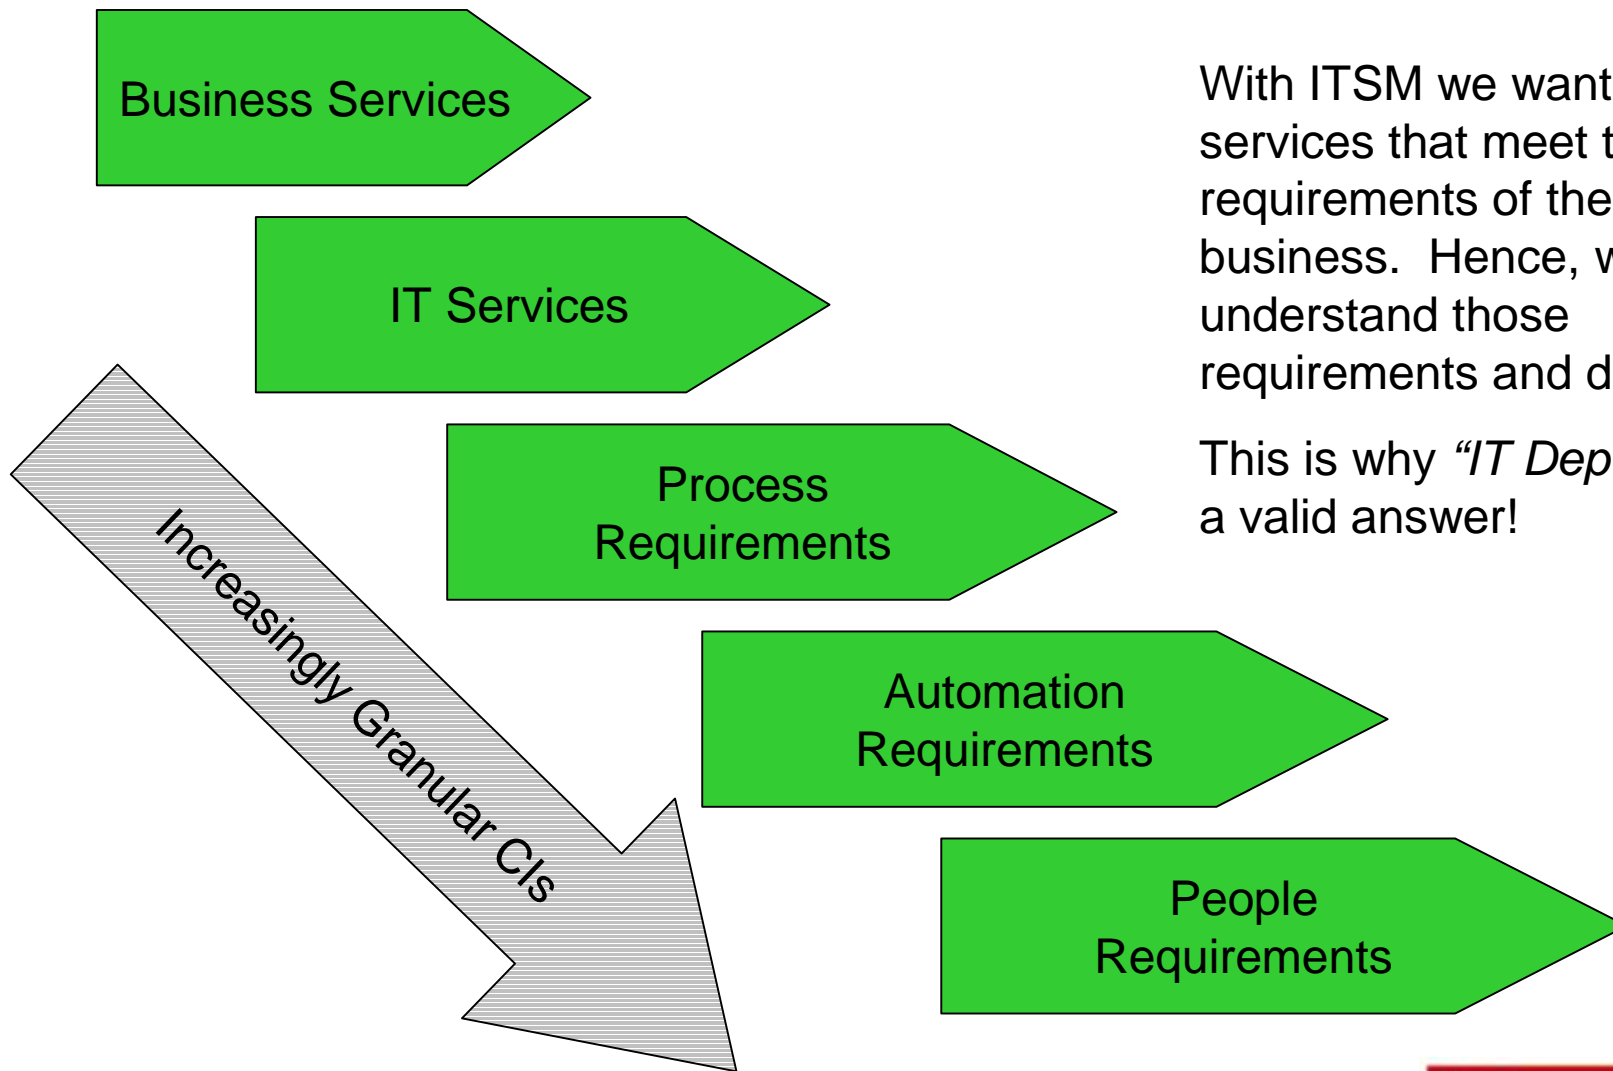 Business Services
IT Services
Process
Requirements
Automation
Requirements
People
Requirements
Increasingly Granular CIs
With ITSM we want
services that meet
requirements of the
business.  Hence,
understand those
requirements and
This is why “IT
a valid answer!